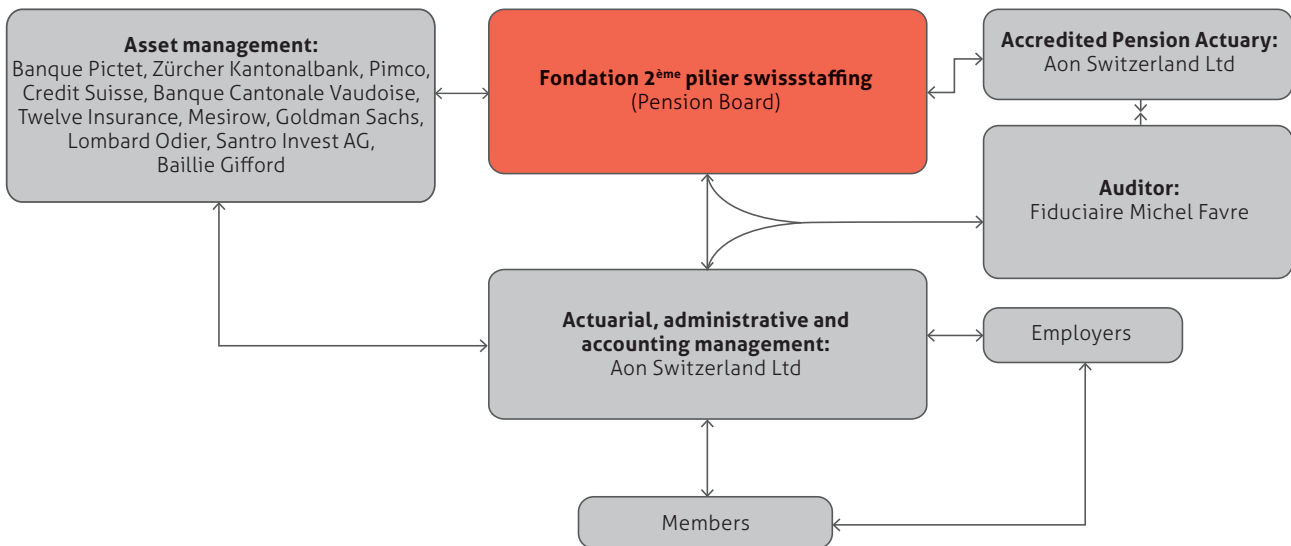 Asset management:
Banque Pictet, Zürcher Kantonalbank, Pimco,
Credit Suisse, Banque Cantonale Vaudoise,
Twelve Insurance, Mesirow, Goldman Sachs,
Lombard Odier, Santro Invest AG,
Baillie Gifford
Fondation 2ème pilier swissstaffing
(Pension Board)
Accredited Pension Actuary:
Aon Switzerland Ltd
Auditor:
Fiduciaire Michel Favre
Actuarial, administrative and
accounting management:
Aon Switzerland Ltd
Employers
Members